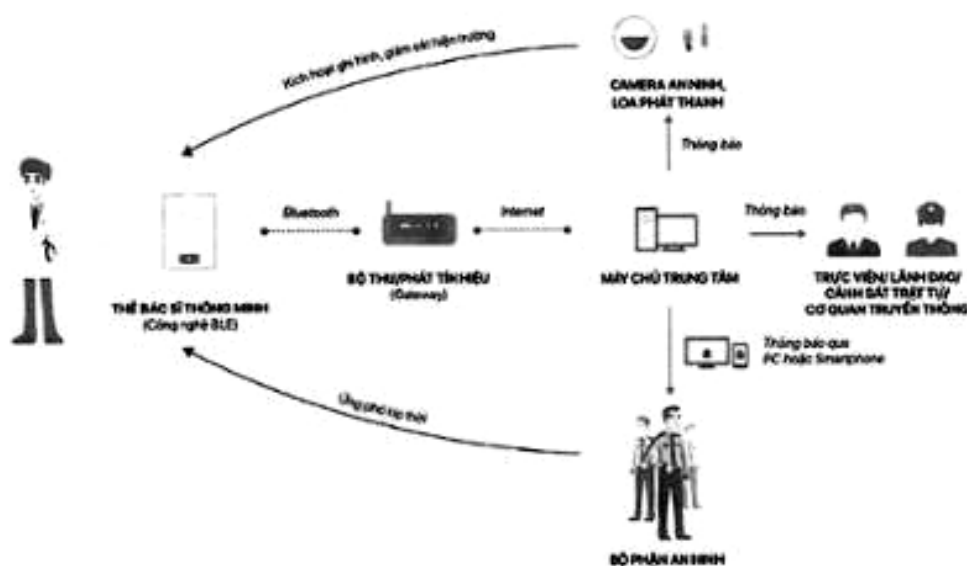 Kích hoạt ghi hình, giám sát hiện trường
CAMERA AN NINH,
LOA PHÁT THANH
Thông báo
Bluetooth
Internet
Thông báo
THẺ BÁC SĨ THÔNG MINH
(Công nghệ BLE)
BỘ THU/PHÁT TÍN HIỆU
(Gateway)
MÁY CHỦ TRUNG TÂM
TRỰC VIÊN/ LÃNH ĐẠO/
CẢNH SÁT TRẬT TỰ/
CƠ QUAN TRUYỀN THÔNG
Thông báo qua
PC hoặc Smartphone
Ứng phó kịp thời
BỘ PHẬN AN NINH